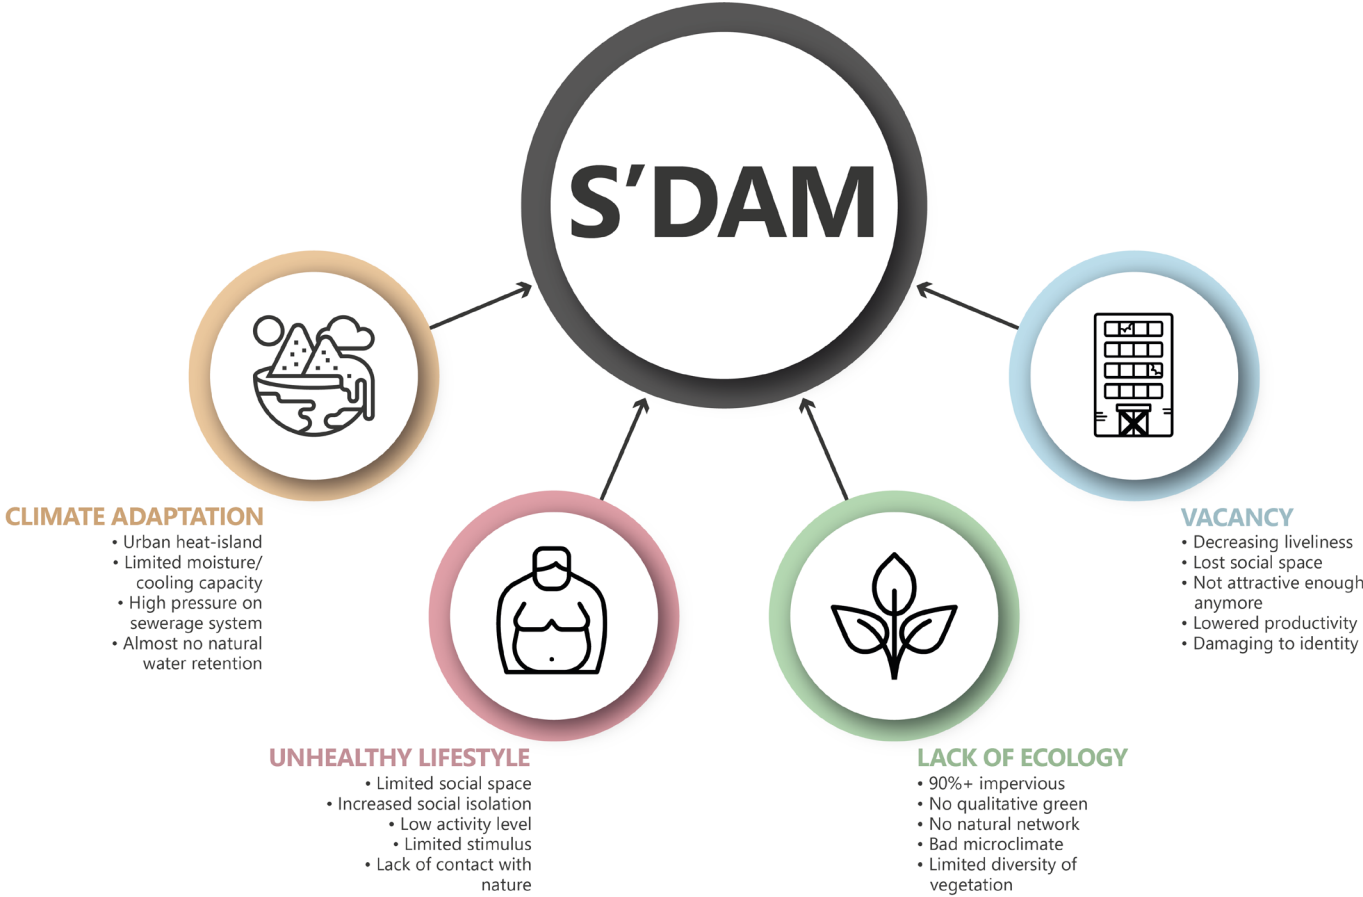 S'DAM
CLIMATE ADAPTATION
• Urban heat-island
• Limited moisture/
cooling capacity
• High pressure on
sewerage system
• Almost no natural
water retention
UNHEALTHY LIFESTYLE
• Limited social space
• Increased social isolation
• Low activity level
• Limited stimulus
• Lack of contact with
nature
LACK OF ECOLOGY
• 90%+ impervious
• No qualitative green
• No natural network
• Bad microclimate
• Limited diversity of
vegetation
VACANCY
• Decreasing liveliness
• Lost social space
• Not attractive enough
anymore
• Lowered productivity
• Damaging to identity